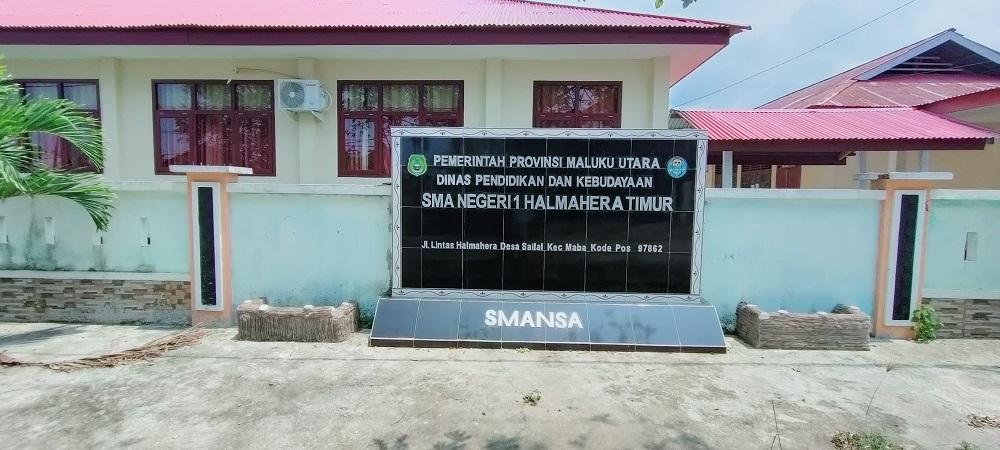 PEMERINTAH PROVINSI MALUKU UTARA
DINAS PENDIDIKAN DAN KEBUDAYAAN
SMA NEGERI 1 HALMAHERA TIMUR
Jl. Lintas Halmahera Desa Sailal Kec Maba Kode Pos 97862
SMANSA